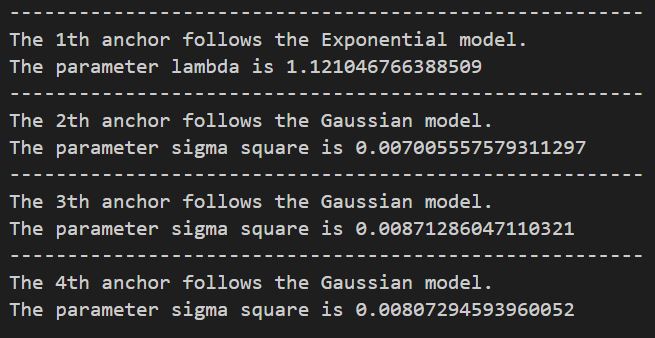 ------------------------------------------------------
The 1th anchor follows the Exponential model.
The parameter lambda is 1.121046766388509
------------------------------------------------------
The 2th anchor follows the Gaussian model.
The parameter sigma square is 0.007005557579311297
------------------------------------------------------
The 3th anchor follows the Gaussian model.
The parameter sigma square is 0.00871286047110321
------------------------------------------------------
The 4th anchor follows the Gaussian model.
The parameter sigma square is 0.00807294593960052